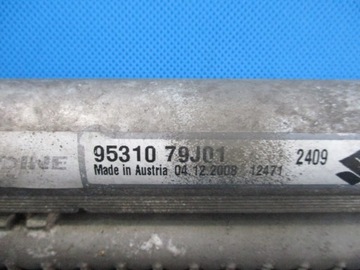 95310 79J01 2409
Made in Austria 04.12.2008 12471